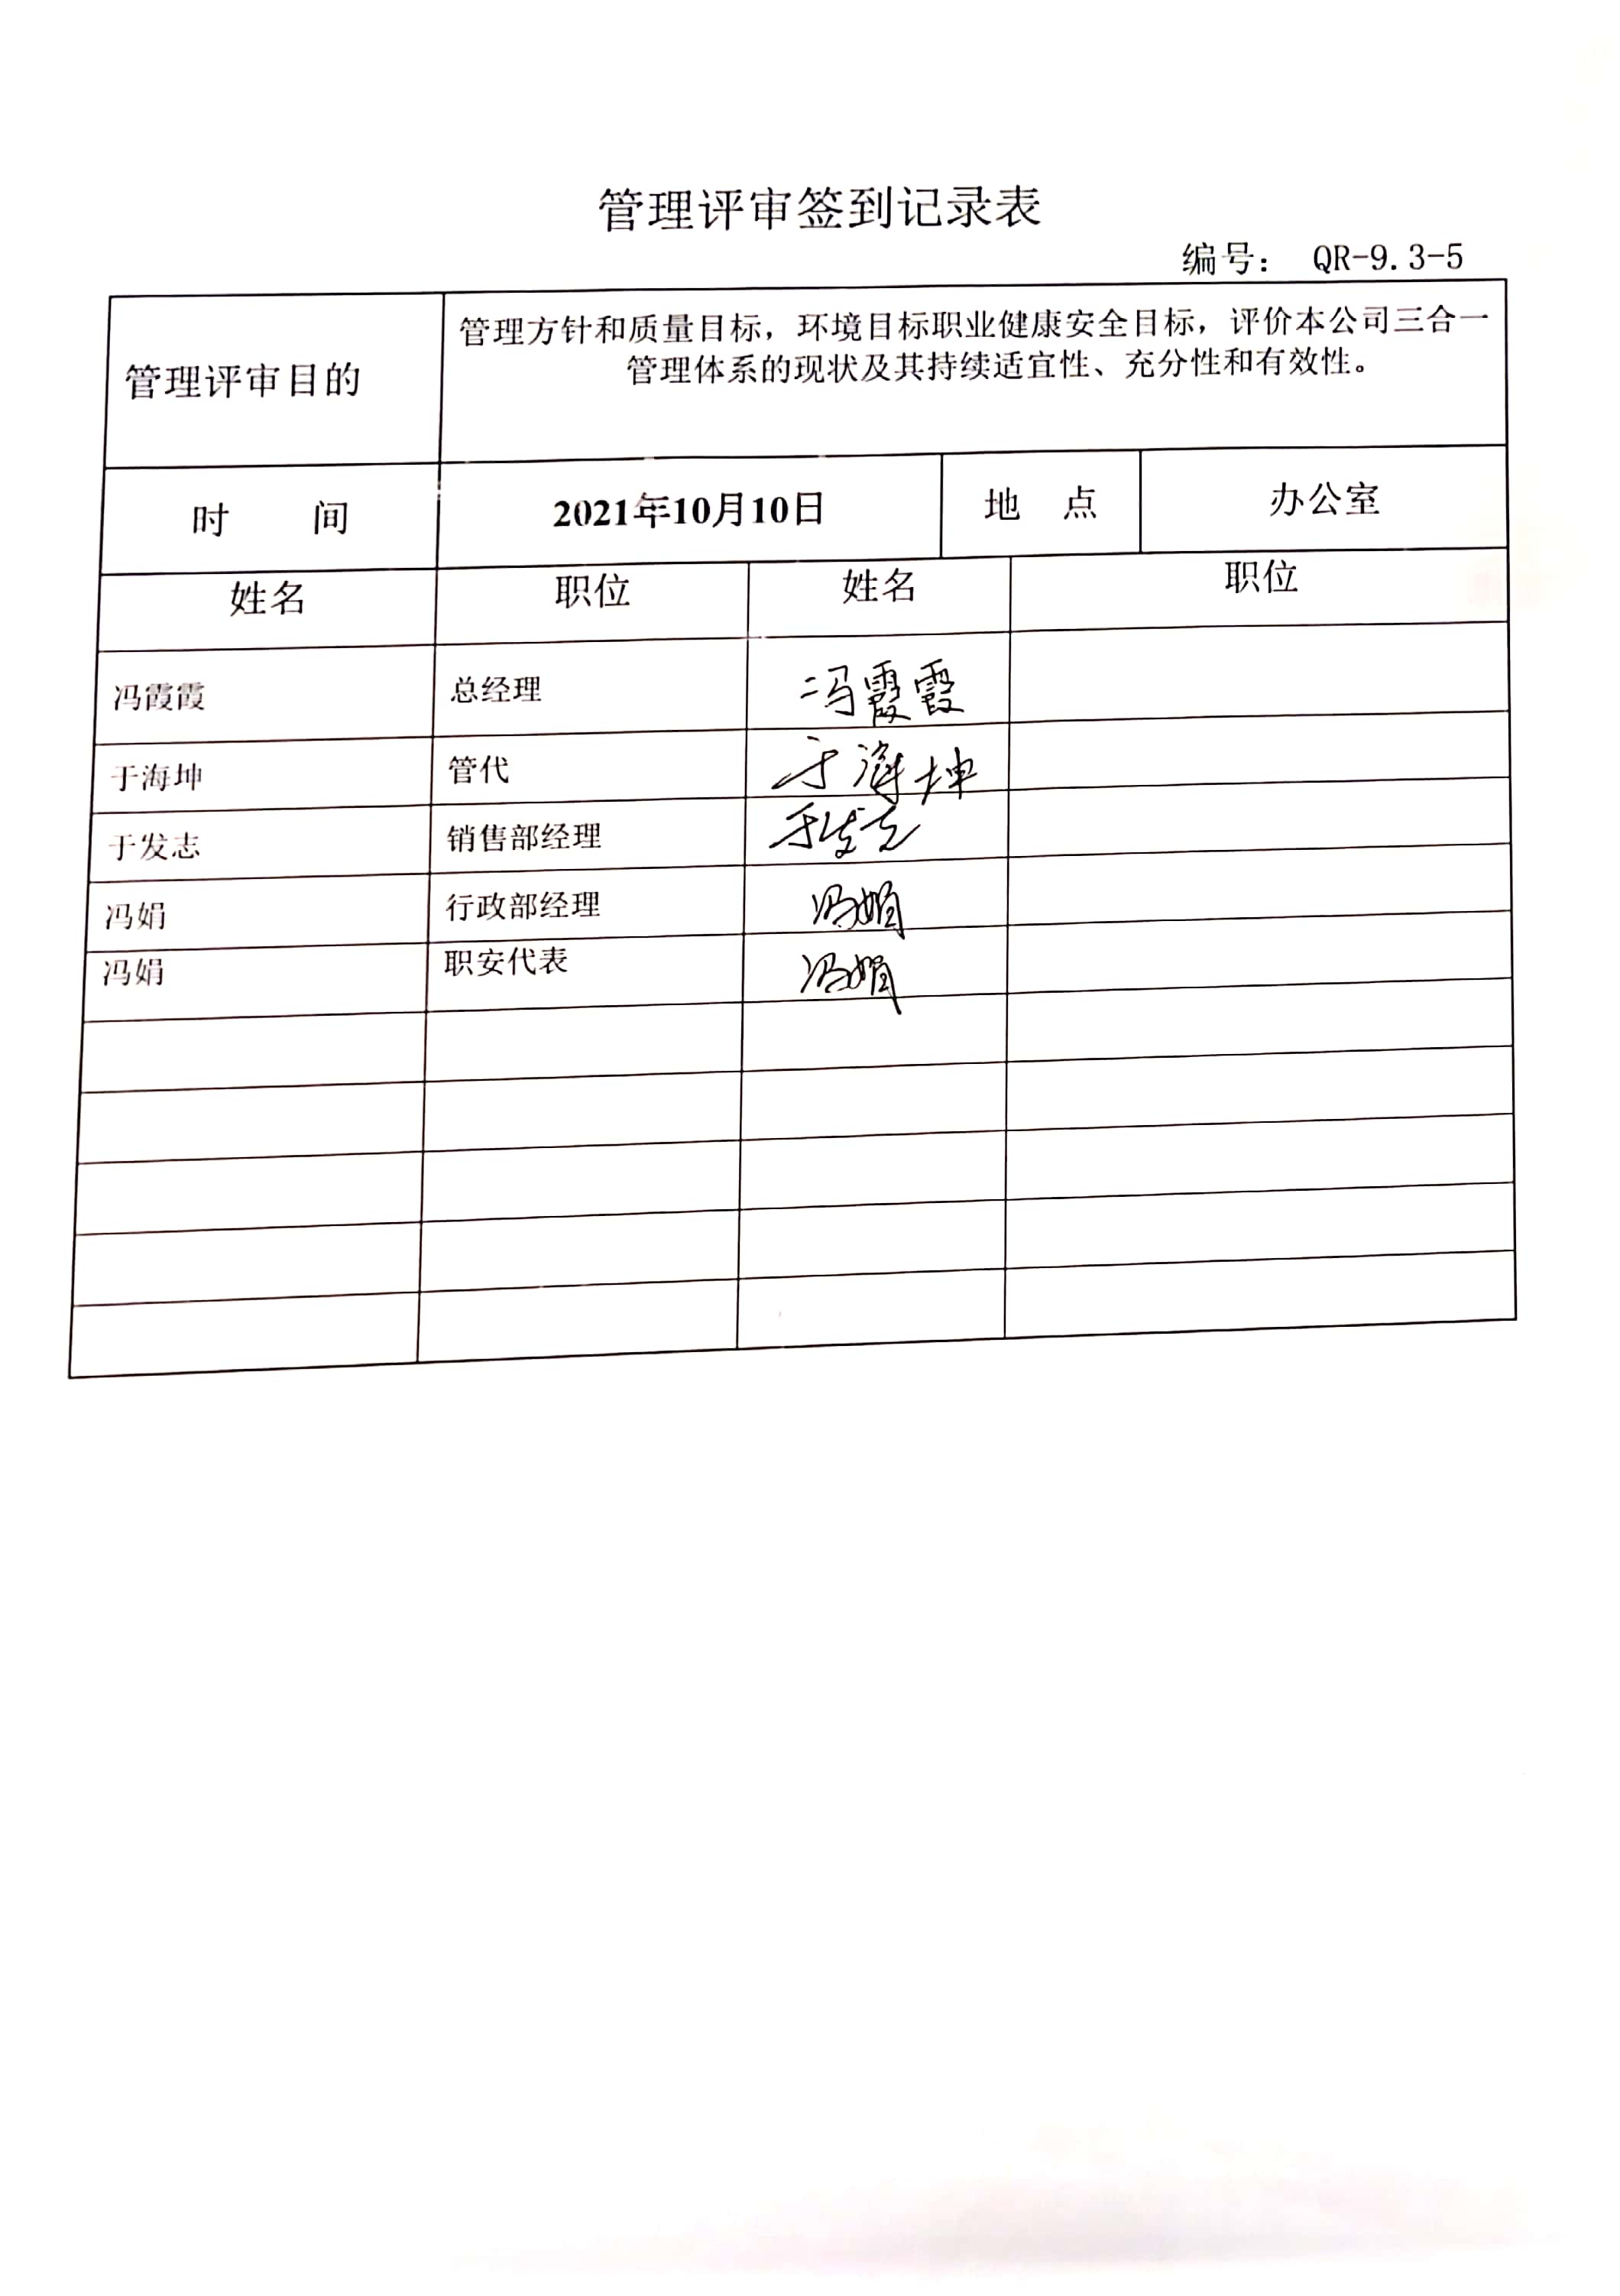 管理评审签到记录表
编号： QR-9.3-5
管理评审目的
管理方针和质量目标，环境目标职业健康安全目标，评价本公司三合一
管理体系的现状及其持续适宜性、充分性和有效性。
时 间 2021年10月10日 地 点 办公室
姓名 职位 姓名 职位
冯霞霞 总经理 冯霞霞
于海坤 管代 于海坤
于发志 销售部经理 于发志
冯娟 行政部经理 冯娟
冯娟 职安代表 冯娟